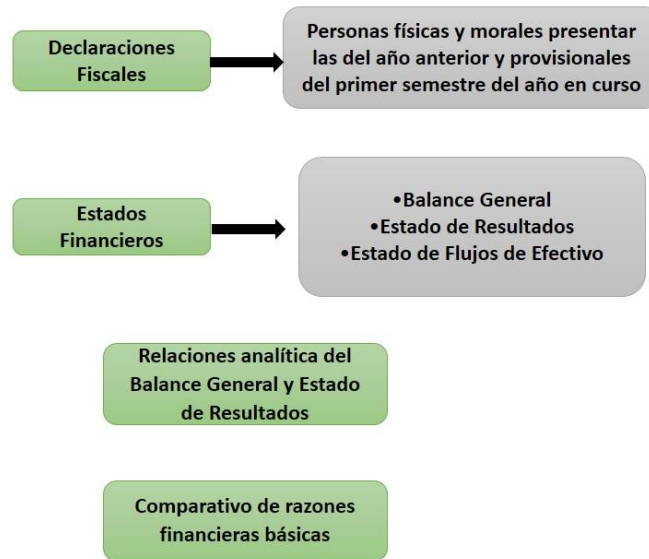 Declaraciones
Fiscales
Personas físicas y morales presentar
las del año anterior y provisionales
del primer semestre del año en curso
Estados
Financieros
•Balance General
•Estado de Resultados
•Estado de Flujos de Efectivo
Relaciones analítica del
Balance General y Estado
de Resultados
Comparativo de razones
financieras básicas